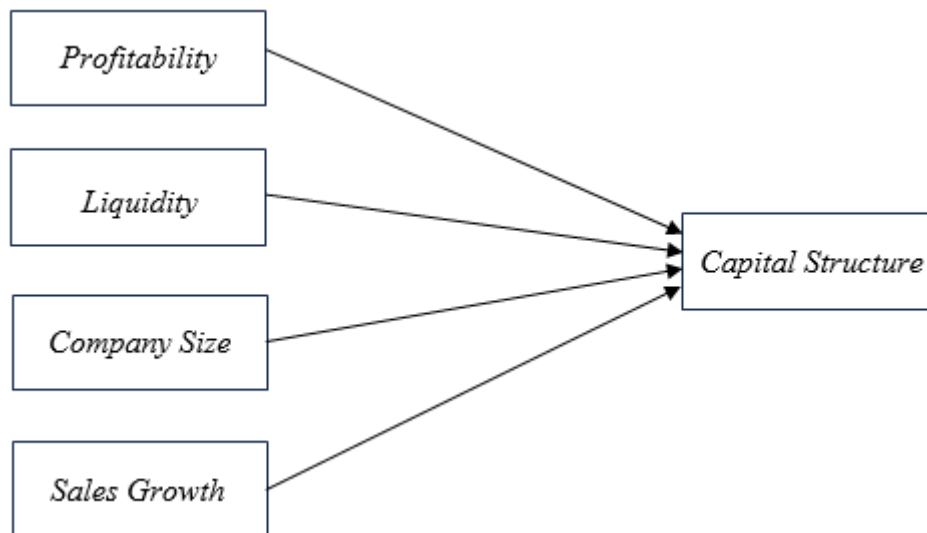 Profitability
Liquidity
Company Size
Sales Growth
Capital Structure